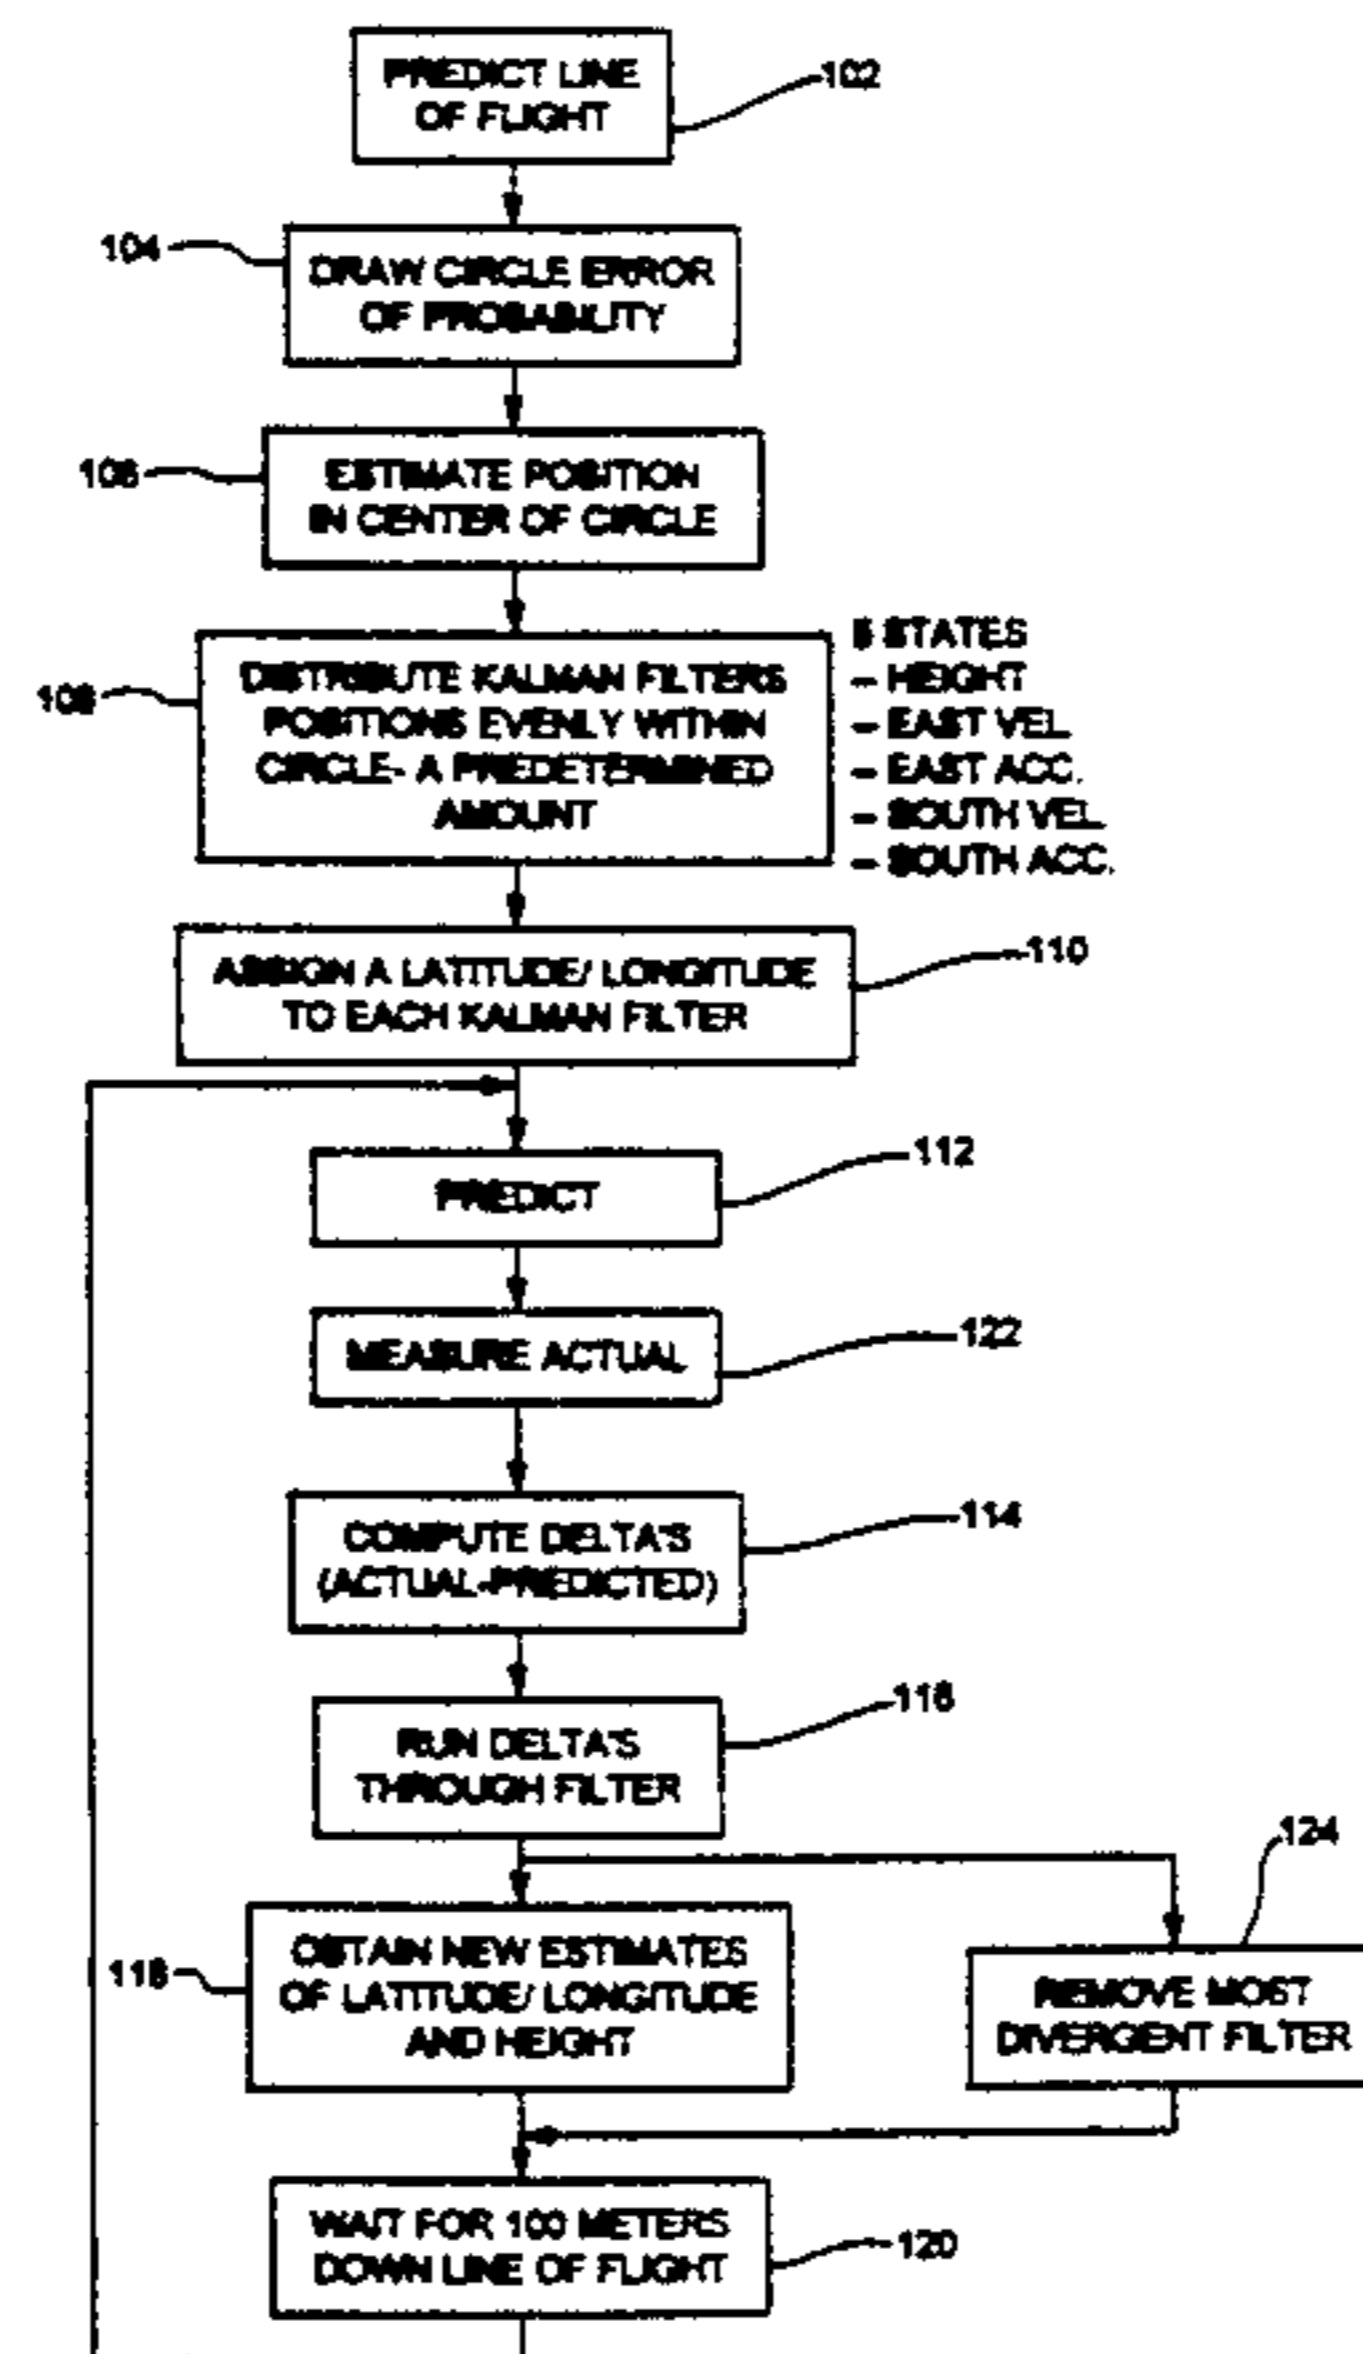 PREDICT LINE
OF FLIGHT
102
104
DRAW CIRCLE ERROR
OF PROBABILITY
106
ESTIMATE POSITION
IN CENTER OF CIRCLE
108
DISTRIBUTE KALMAN FILTERS
POSITIONS EVENLY WITHIN
CIRCLE- A PREDETERMINED
AMOUNT
5 STATES
– HEIGHT
– EAST VEL
– EAST ACC.
– SOUTH VEL
– SOUTH ACC.
ASSIGN A LATITUDE/ LONGITUDE
TO EACH KALMAN FILTER
110
PREDICT
112
MEASURE ACTUAL
122
COMPUTE DELTA'S
(ACTUAL-PREDICTED)
114
RUN DELTA'S
THROUGH FILTER
116
118
OBTAIN NEW ESTIMATES
OF LATITUDE/ LONGITUDE
AND HEIGHT
124
REMOVE MOST
DIVERGENT FILTER
WAIT FOR 100 METERS
DOWN LINE OF FLIGHT
120